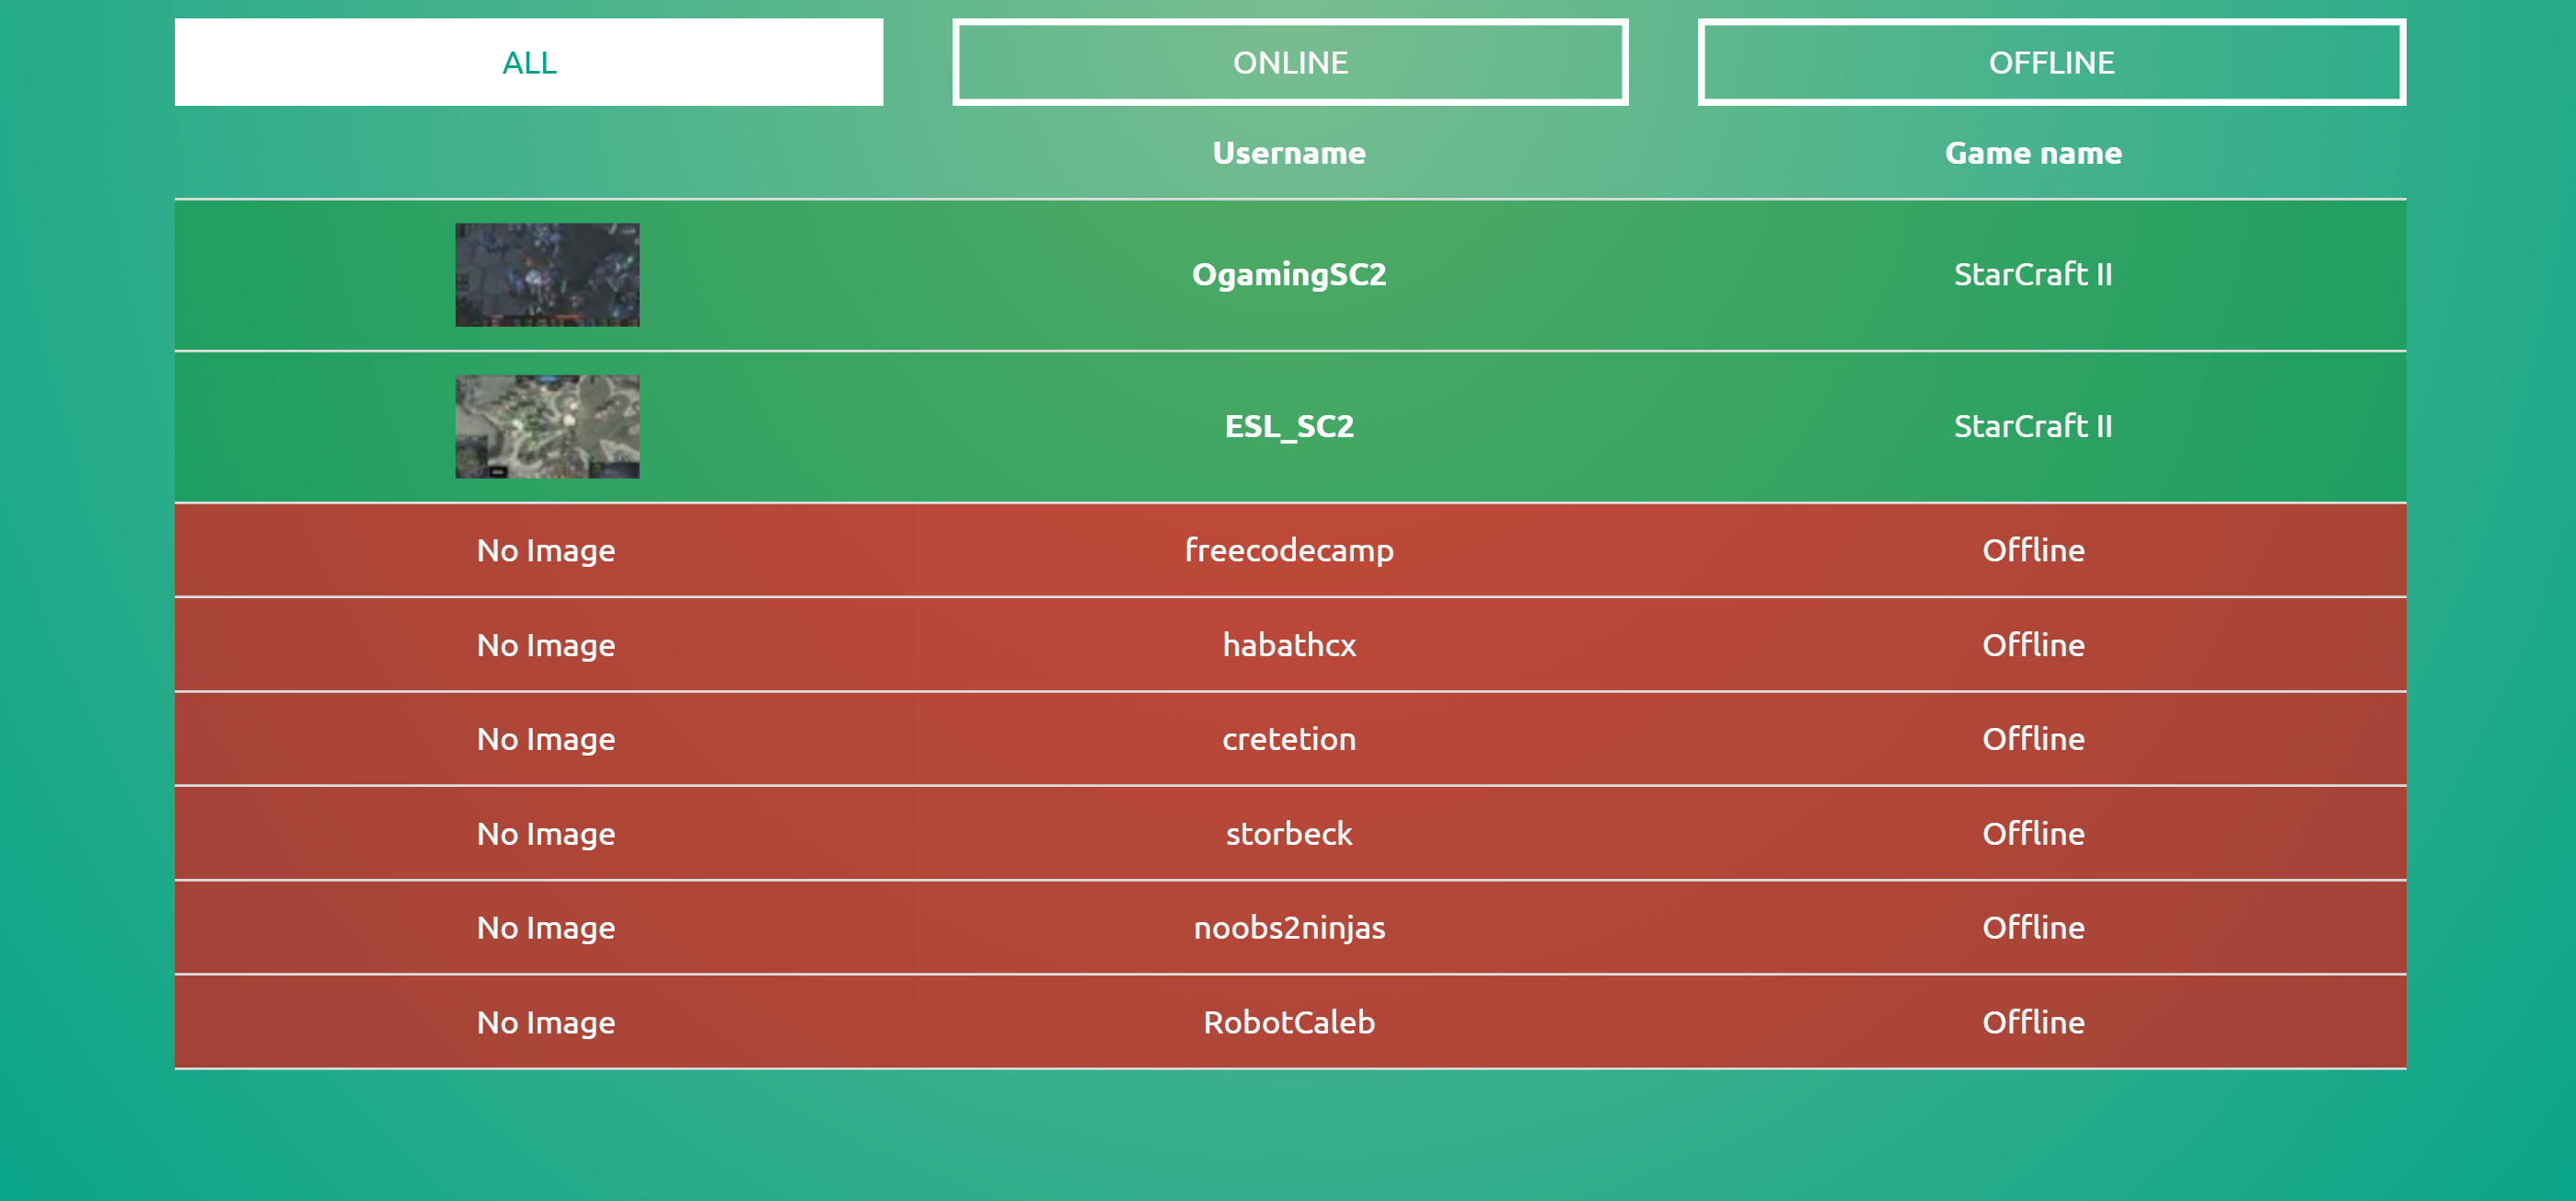 ALL ONLINE OFFLINE
Username Game name
OgamingSC2 StarCraft II
ESL_SC2 StarCraft II
No Image freecodecamp Offline
No Image habathcx Offline
No Image cretetion Offline
No Image storbeck Offline
No Image noobs2ninjas Offline
No Image RobotCaleb Offline